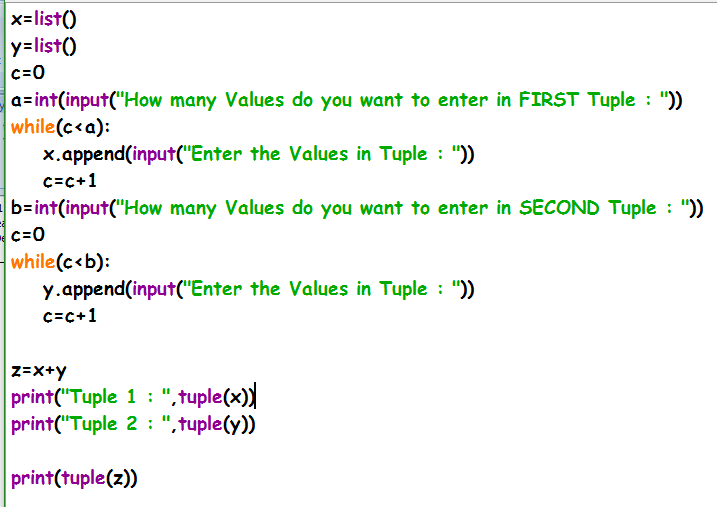 x=list()
y=list()
c=0
a=int(input("How many Values do you want to enter in FIRST Tuple : "))
while(c<a):
    x.append(input("Enter the Values in Tuple : "))
    c=c+1
b=int(input("How many Values do you want to enter in SECOND Tuple : "))
c=0
while(c<b):
    y.append(input("Enter the Values in Tuple : "))
    c=c+1

z=x+y
print("Tuple 1 : ",tuple(x))
print("Tuple 2 : ",tuple(y))

print(tuple(z))